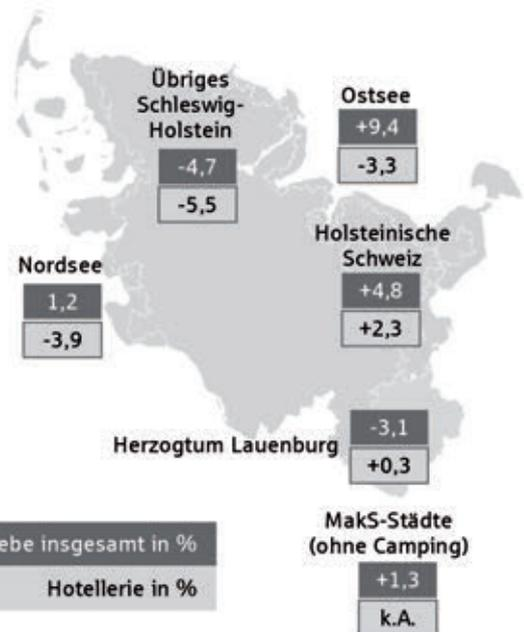 Übriges
Schleswig-
Holstein
-4,7
-5,5
Ostsee
+9,4
-3,3
Holsteinische
Schweiz
+4,8
+2,3
Nordsee
1,2
-3,9
Herzogtum Lauenburg
-3,1
+0,3
MakS-Städte
(ohne Camping)
+1,3
k.A.
insgesamt in %
Hotellerie in %